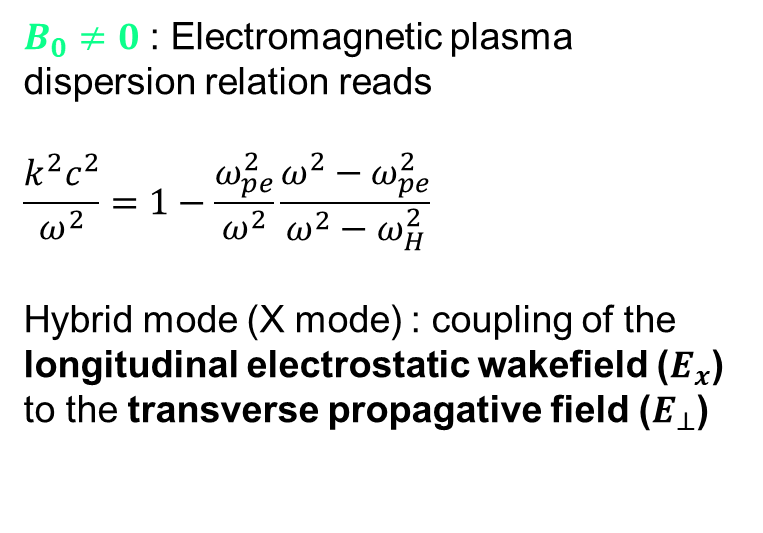 B₀ ≠ 0 : Electromagnetic plasma
dispersion relation reads
k²c²/ω² = 1 − ω²ₚₑ/ω² (ω² − ω²ₚₑ)/(ω² − ω²_H)
Hybrid mode (X mode) : coupling of the
longitudinal electrostatic wakefield (Eₓ)
to the transverse propagative field (E⊥)